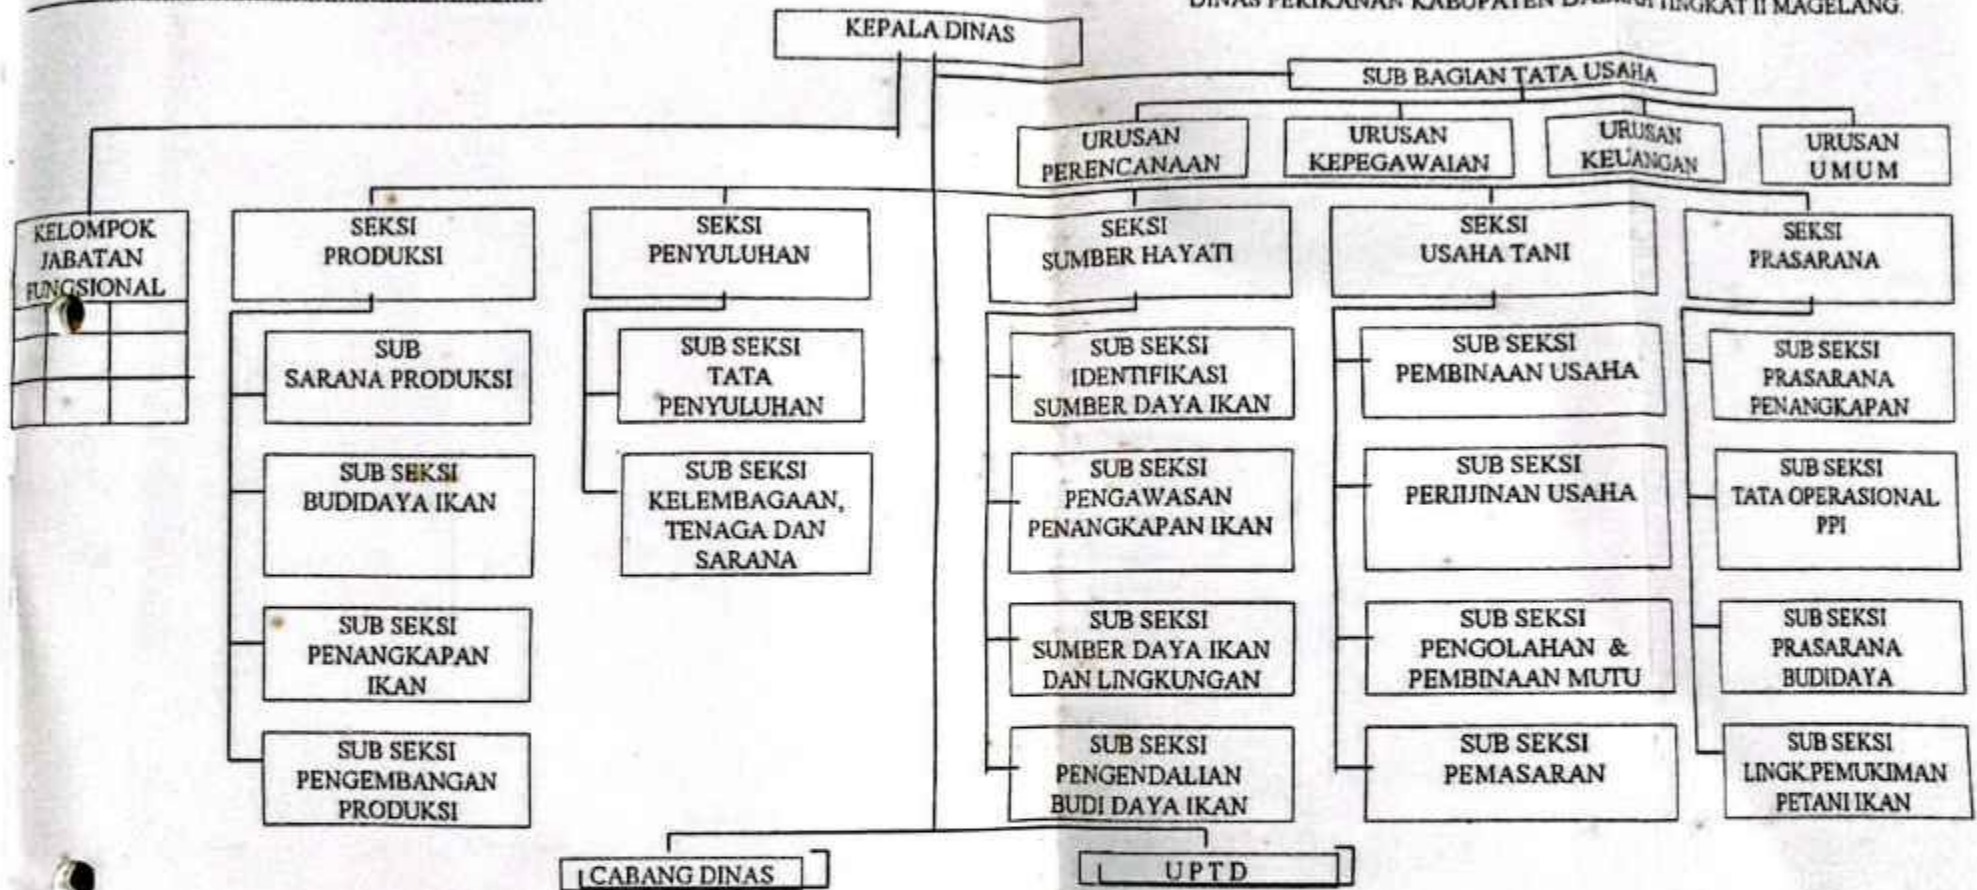 DINAS PERIKANAN KABUPATEN DAERAH TINGKAT II MAGELANG.
KEPALA DINAS
SUB BAGIAN TATA USAHA
URUSAN
PERENCANAAN
URUSAN
KEPEGAWAIAN
URUSAN
KEUANGAN
URUSAN
UMUM
KELOMPOK
JABATAN
FUNGSIONAL
SEKSI
PRODUKSI
SEKSI
PENYULUHAN
SEKSI
SUMBER HAYATI
SEKSI
USAHA TANI
SEKSI
PRASARANA
SUB
SARANA PRODUKSI
SUB SEKSI
TATA
PENYULUHAN
SUB SEKSI
IDENTIFIKASI
SUMBER DAYA IKAN
SUB SEKSI
PEMBINAAN USAHA
SUB SEKSI
PRASARANA
PENANGKAPAN
SUB SEKSI
BUDIDAYA IKAN
SUB SEKSI
KELEMBAGAAN,
TENAGA DAN
SARANA
SUB SEKSI
PENGAWASAN
PENANGKAPAN IKAN
SUB SEKSI
PERIIJINAN USAHA
SUB SEKSI
TATA OPERASIONAL
PPI
SUB SEKSI
PENANGKAPAN
IKAN
SUB SEKSI
SUMBER DAYA IKAN
DAN LINGKUNGAN
SUB SEKSI
PENGOLAHAN &
PEMBINAAN MUTU
SUB SEKSI
PRASARANA
BUDIDAYA
SUB SEKSI
PENGEMBANGAN
PRODUKSI
SUB SEKSI
PENGENDALIAN
BUDI DAYA IKAN
SUB SEKSI
PEMASARAN
SUB SEKSI
LINGK.PEMUKIMAN
PETANI IKAN
CABANG DINAS
UPTD